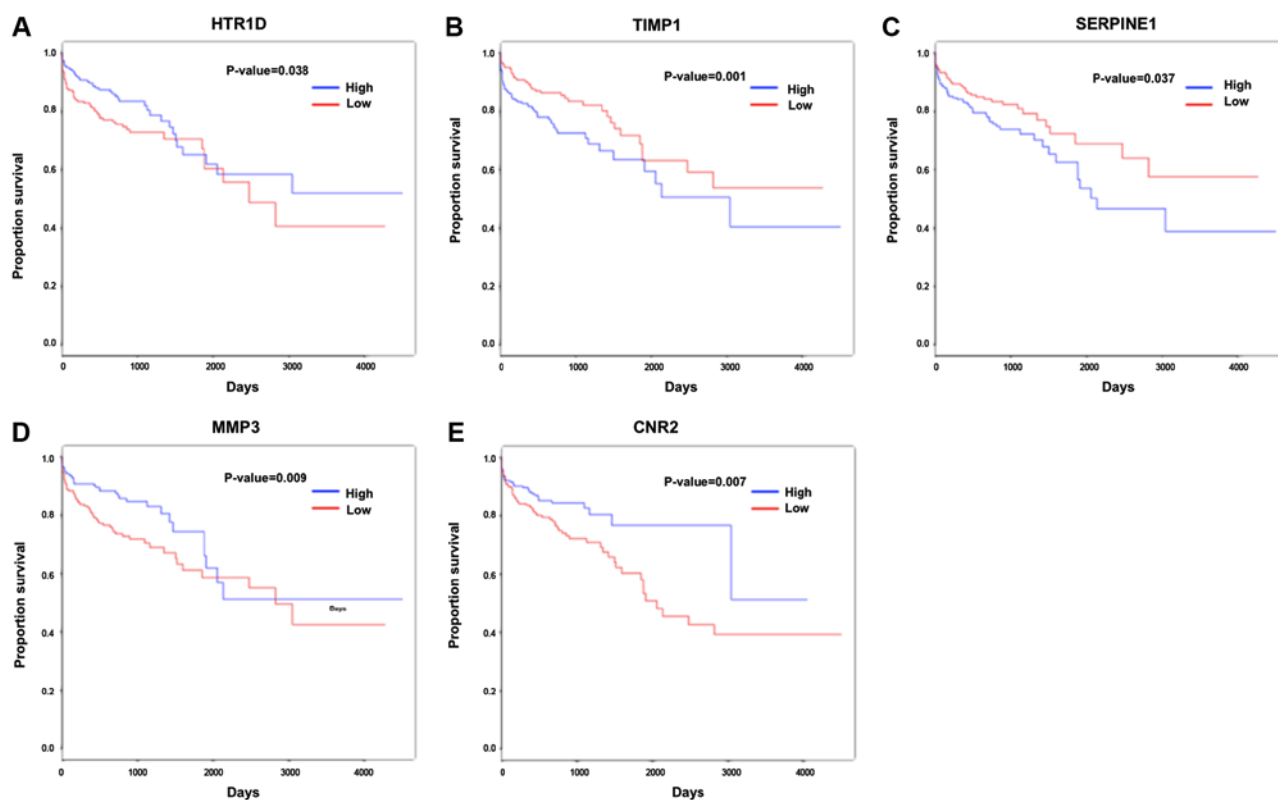 A
HTR1D
P-value=0.038
High
Low
1.0
0.8
0.6
0.4
0.2
0.0
Proportion survival
0 1000 2000 3000 4000
Days
B
TIMP1
P-value=0.001
High
Low
1.0
0.8
0.6
0.4
0.2
0.0
Proportion survival
0 1000 2000 3000 4000
Days
C
SERPINE1
P-value=0.037
High
Low
1.0
0.8
0.6
0.4
0.2
0.0
Proportion survival
0 1000 2000 3000 4000
Days
D
MMP3
P-value=0.009
High
Low
1.0
0.8
0.6
0.4
0.2
0.0
Proportion survival
Days
0 1000 2000 3000 4000
Days
E
CNR2
P-value=0.007
High
Low
1.0
0.8
0.6
0.4
0.2
0.0
Proportion survival
0 1000 2000 3000 4000
Days